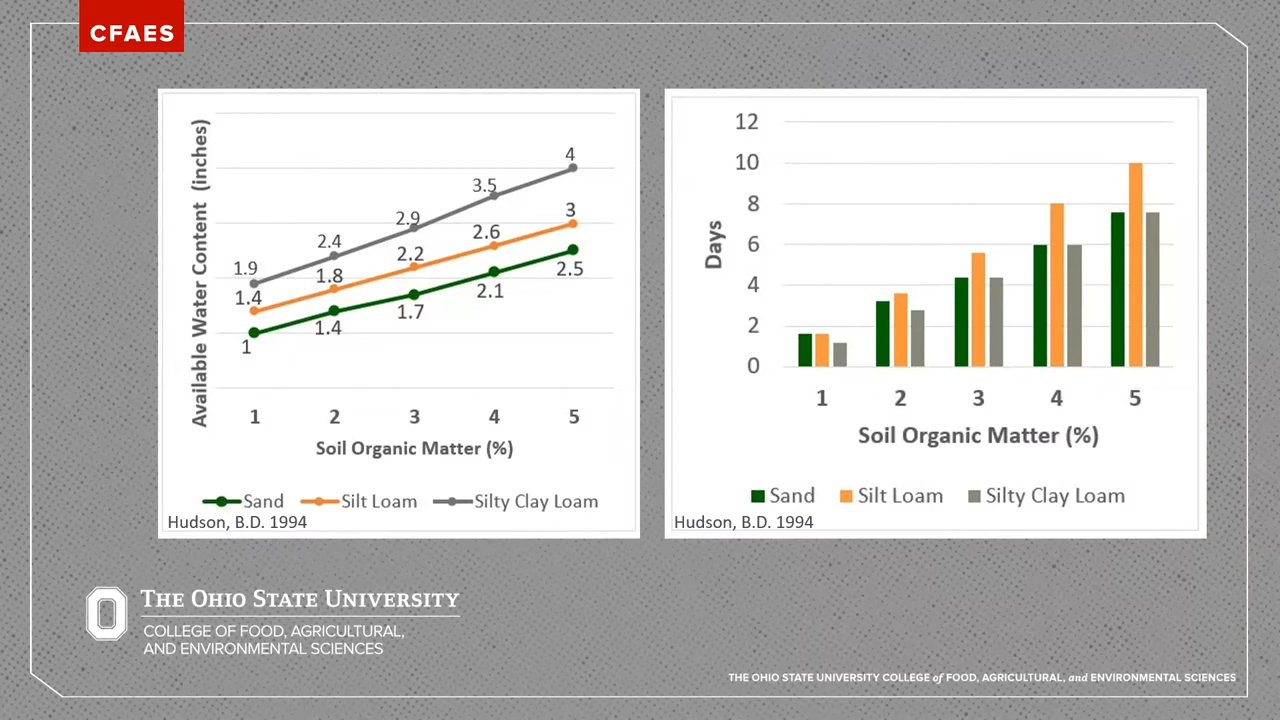 CFAES
Available Water Content (inches)
4
3.5
2.9
2.4
1.9
3
2.6
2.2
1.8
1.4
2.5
2.1
1.7
1.4
1
1 2 3 4 5
Soil Organic Matter (%)
Sand Silt Loam Silty Clay Loam
Hudson, B.D. 1994
Days
12
10
8
6
4
2
0
1 2 3 4 5
Soil Organic Matter (%)
Sand Silt Loam Silty Clay Loam
Hudson, B.D. 1994
THE OHIO STATE UNIVERSITY
COLLEGE OF FOOD, AGRICULTURAL,
AND ENVIRONMENTAL SCIENCES
THE OHIO STATE UNIVERSITY COLLEGE of FOOD, AGRICULTURAL, and ENVIRONMENTAL SCIENCES